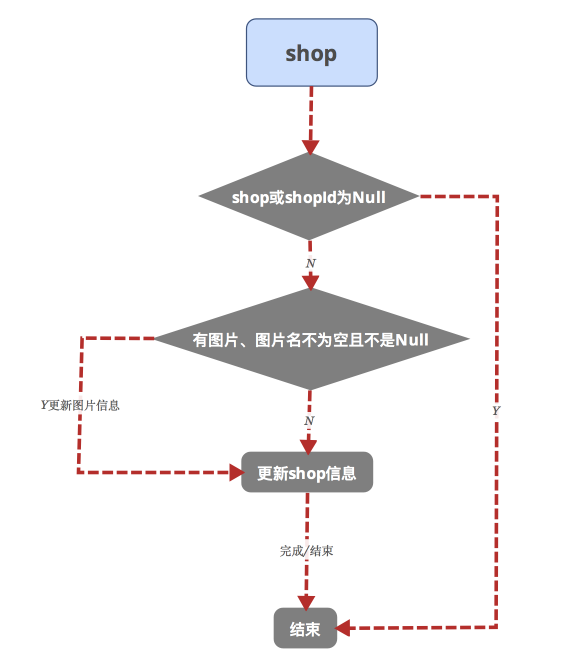 shop
shop或shopId为Null
N
有图片、图片名不为空且不是Null
Y更新图片信息
Y
N
更新shop信息
完成/结束
结束